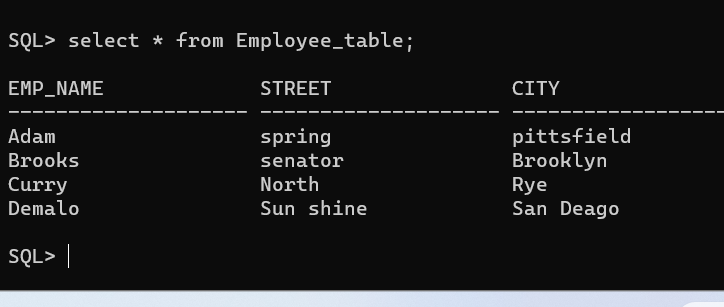 SQL> select * from Employee_table;
EMP_NAME STREET CITY
-------------------- -------------------- --------------------
Adam spring pittsfield
Brooks senator Brooklyn
Curry North Rye
Demalo Sun shine San Deago
SQL>